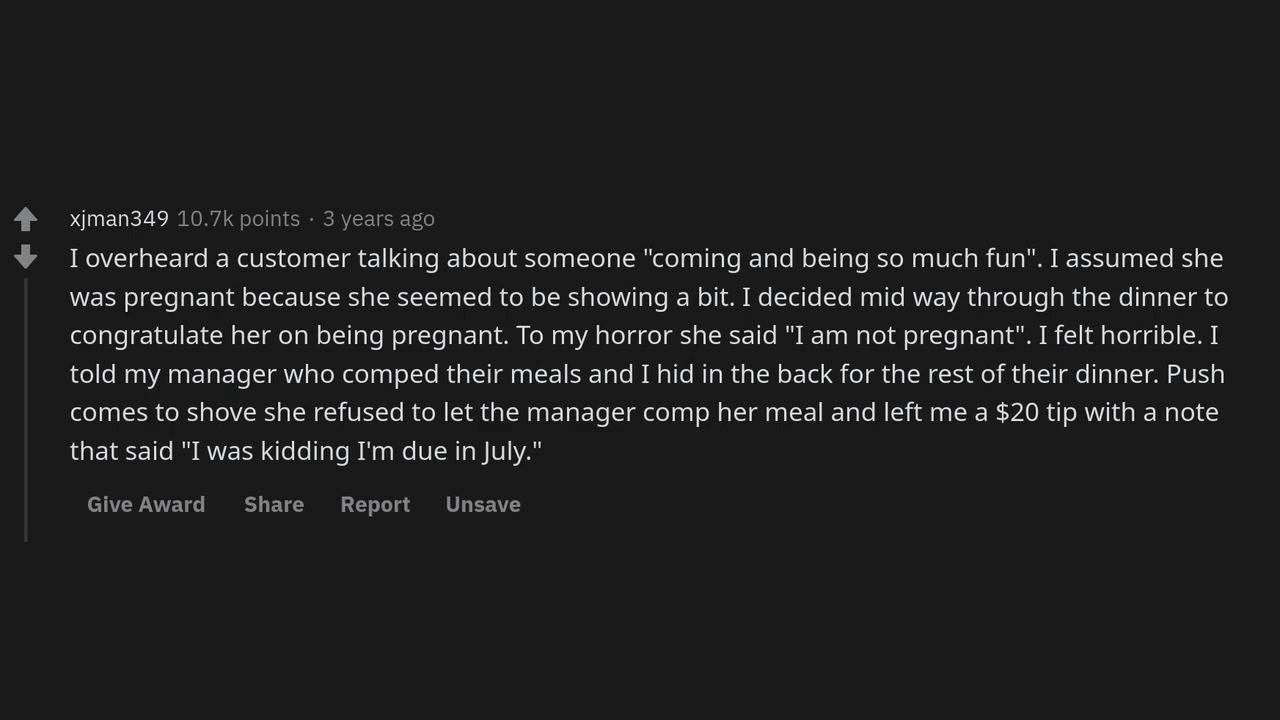 xjman349 10.7k points · 3 years ago
I overheard a customer talking about someone "coming and being so much fun". I assumed she
was pregnant because she seemed to be showing a bit. I decided mid way through the dinner to
congratulate her on being pregnant. To my horror she said "I am not pregnant". I felt horrible. I
told my manager who comped their meals and I hid in the back for the rest of their dinner. Push
comes to shove she refused to let the manager comp her meal and left me a $20 tip with a note
that said "I was kidding I'm due in July."
Give Award Share Report Unsave